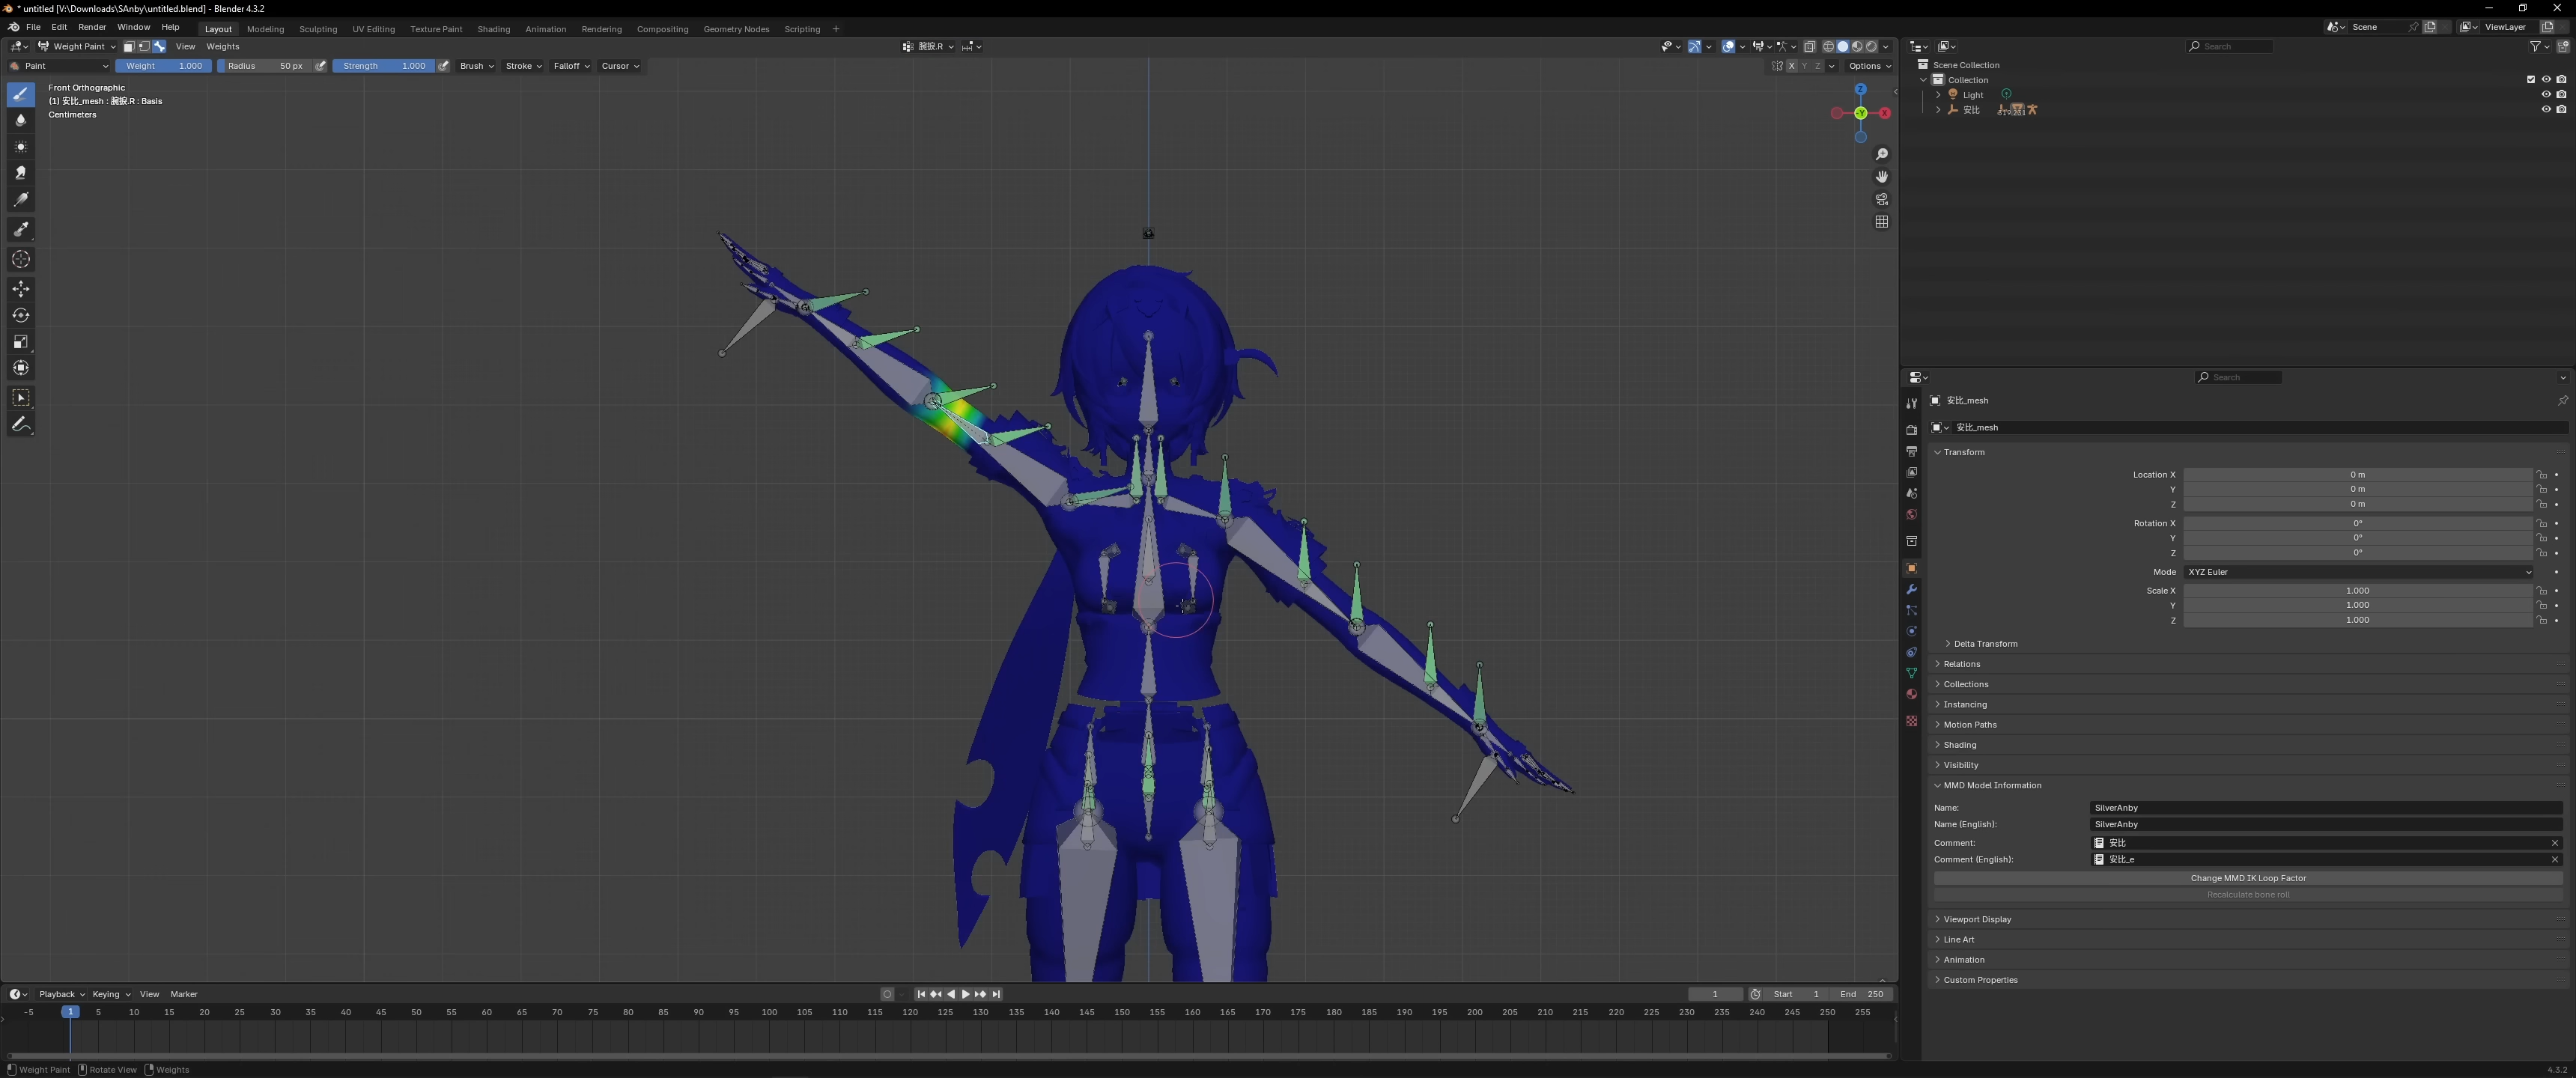 * untitled [V:\Downloads\SAnby\untitled.blend] - Blender 4.3.2
File Edit Render Window Help Layout Modeling Sculpting UV Editing Texture Paint Shading Animation Rendering Compositing Geometry Nodes Scripting + Scene ViewLayer
Weight Paint View Weights 腕捩.R Search
Paint Weight 1.000 Radius 50 px Strength 1.000 Brush Stroke Falloff Cursor X Y Z Options
Front Orthographic
(1) 安比_mesh : 腕捩.R : Basis
Centimeters
Z
Y
X
Scene Collection
Collection
Light
安比
Search
安比_mesh
安比_mesh
Transform
Location X 0 m
Y 0 m
Z 0 m
Rotation X 0°
Y 0°
Z 0°
Mode XYZ Euler
Scale X 1.000
Y 1.000
Z 1.000
Delta Transform
Relations
Collections
Instancing
Motion Paths
Shading
Visibility
MMD Model Information
Name: SilverAnby
Name (English): SilverAnby
Comment: 安比
Comment (English): 安比_e
Change MMD IK Loop Factor
Recalculate bone roll
Viewport Display
Line Art
Animation
Custom Properties
Playback Keying View Marker 1 Start 1 End 250
-5 1 5 10 15 20 25 30 35 40 45 50 55 60 65 70 75 80 85 90 95 100 105 110 115 120 125 130 135 140 145 150 155 160 165 170 175 180 185 190 195 200 205 210 215 220 225 230 235 240 245 250 255
Weight Paint Rotate View Weights 4.3.2